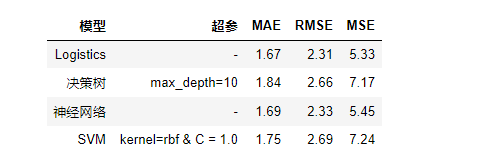 模型 超参 MAE RMSE MSE
Logistics - 1.67 2.31 5.33
决策树 max_depth=10 1.84 2.66 7.17
神经网络 - 1.69 2.33 5.45
SVM kernel=rbf & C = 1.0 1.75 2.69 7.24